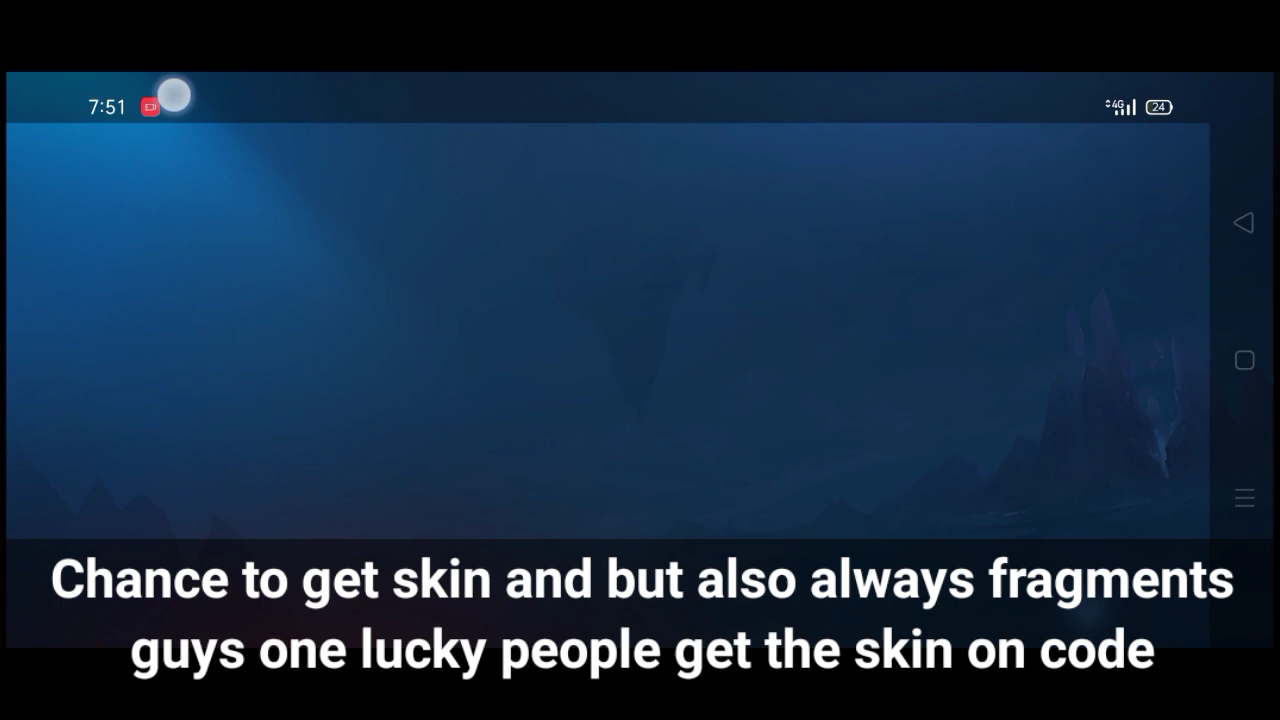 7:51
4G 24
Chance to get skin and but also always fragments
guys one lucky people get the skin on code